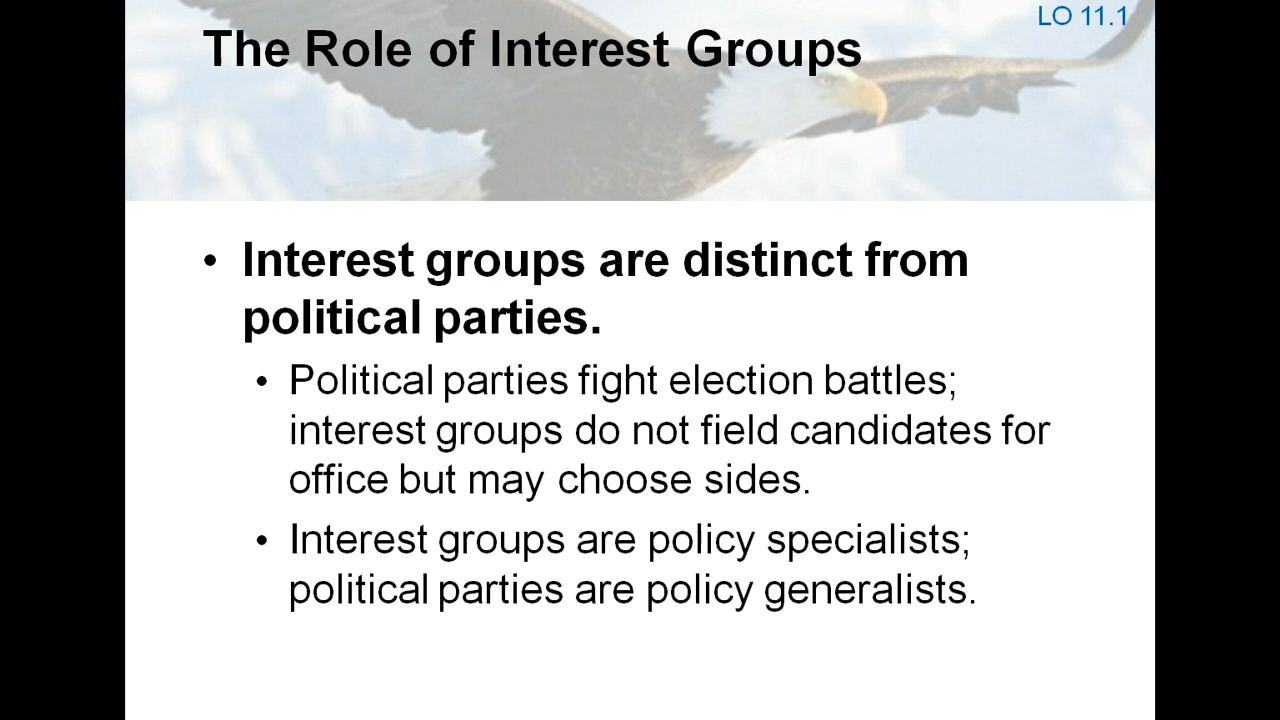 LO 11.1
The Role of Interest Groups
• Interest groups are distinct from
political parties.
• Political parties fight election battles;
interest groups do not field candidates for
office but may choose sides.
• Interest groups are policy specialists;
political parties are policy generalists.